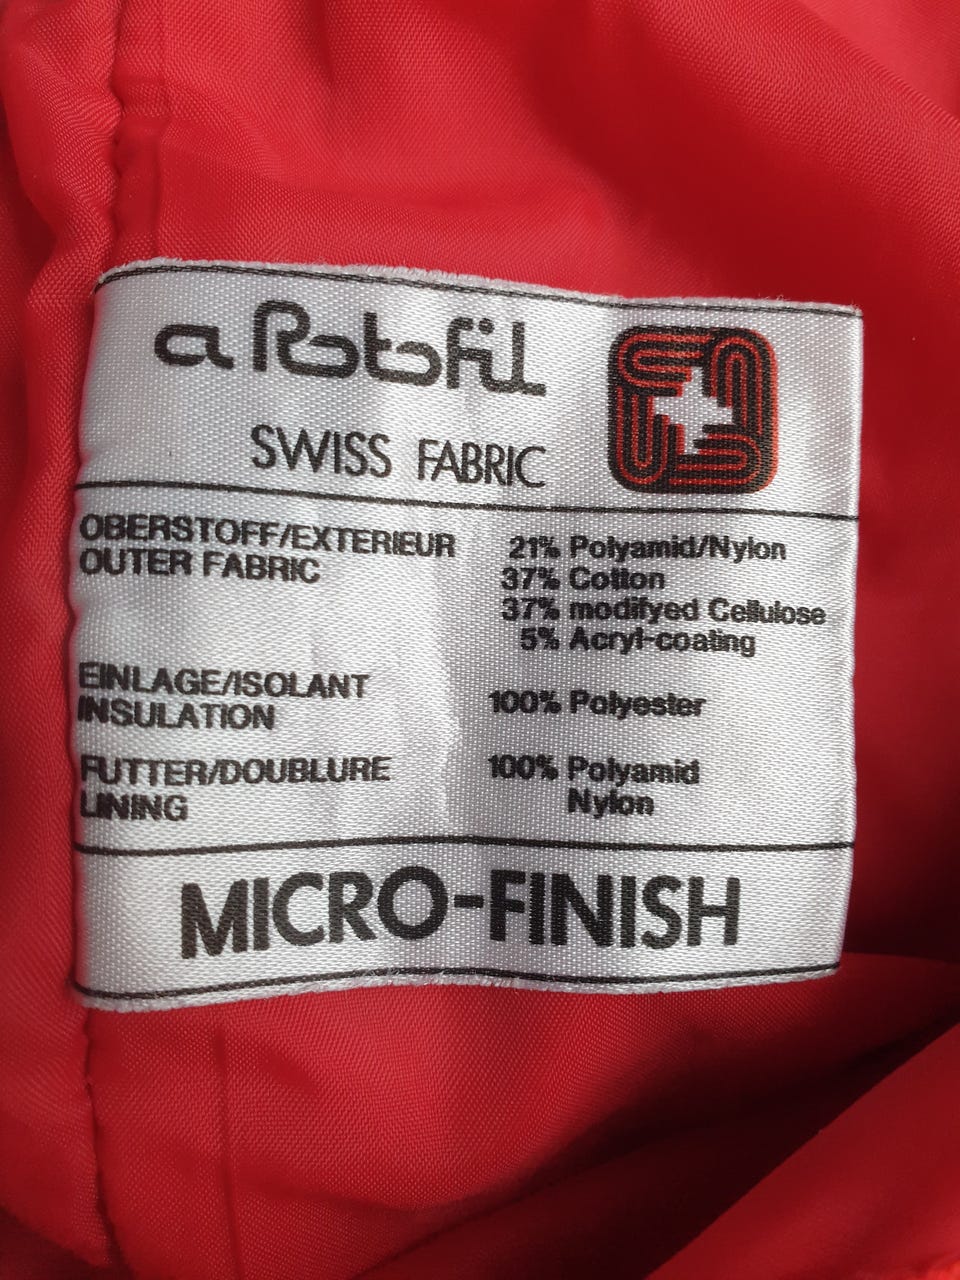 a Rotofil
SWISS FABRIC
OBERSTOFF/EXTERIEUR
OUTER FABRIC
21% Polyamid/Nylon
37% Cotton
37% modifyed Cellulose
5% Acryl-coating
EINLAGE/ISOLANT
INSULATION
100% Polyester
FUTTER/DOUBLURE
LINING
100% Polyamid
Nylon
MICRO-FINISH